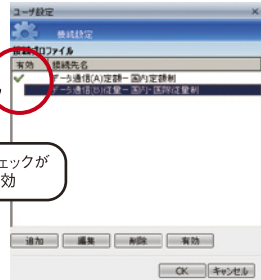 ユーザ設定
接続設定
接続プロファイル
有効 接続先名
データ通信(A)定額－国内定額制
データ通信(B)従量－国内・国際従量制
ェックが
効
追加 編集 削除 有効
OK キャンセル